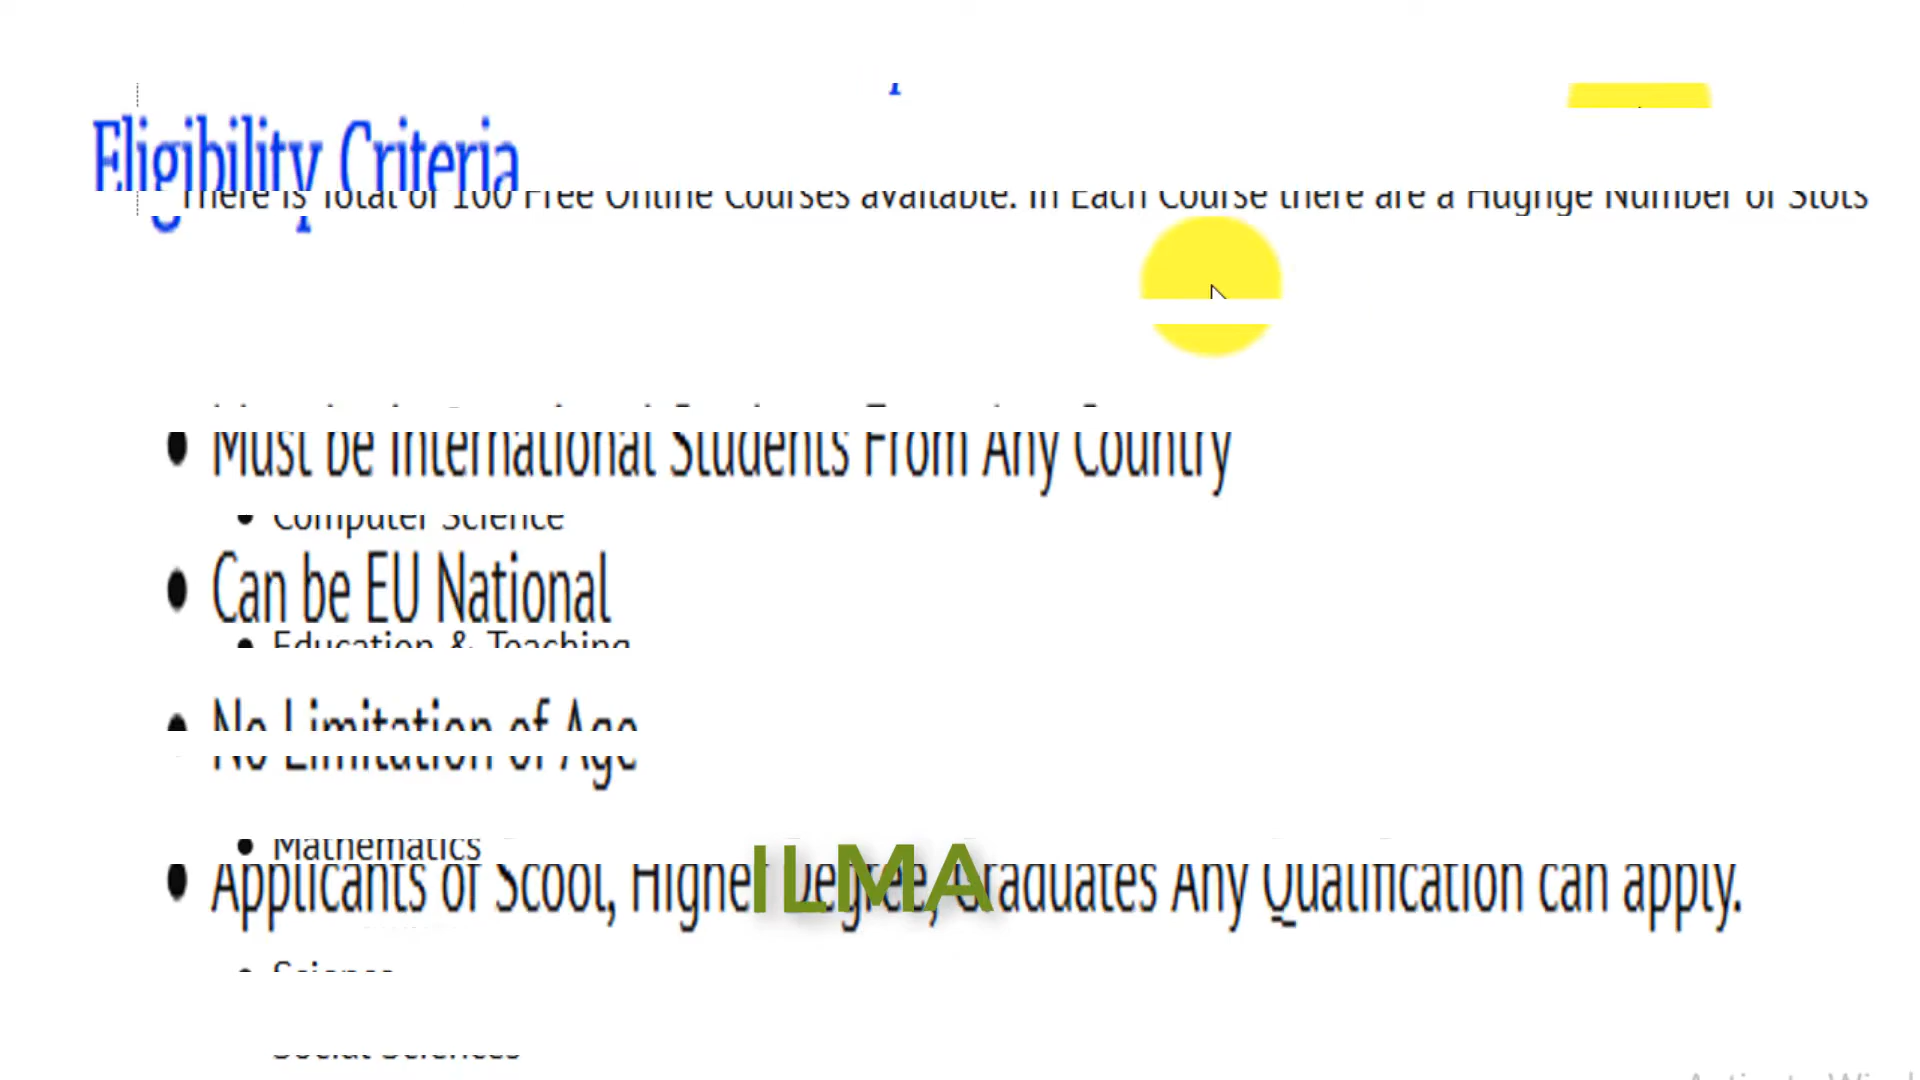 Eligibility Criteria
There is Total of 100 Free Online Courses available. In Each Course there are a Hughge Number of Slots
• Must be International Students From Any Country
• Computer Science
• Can be EU National
• Education & Teaching
• No Limitation of Age
• Mathematics
• Applicants of Scool, Higher Degree, Graduates Any Qualification can apply.
ILMA
• Science
Social Sciences